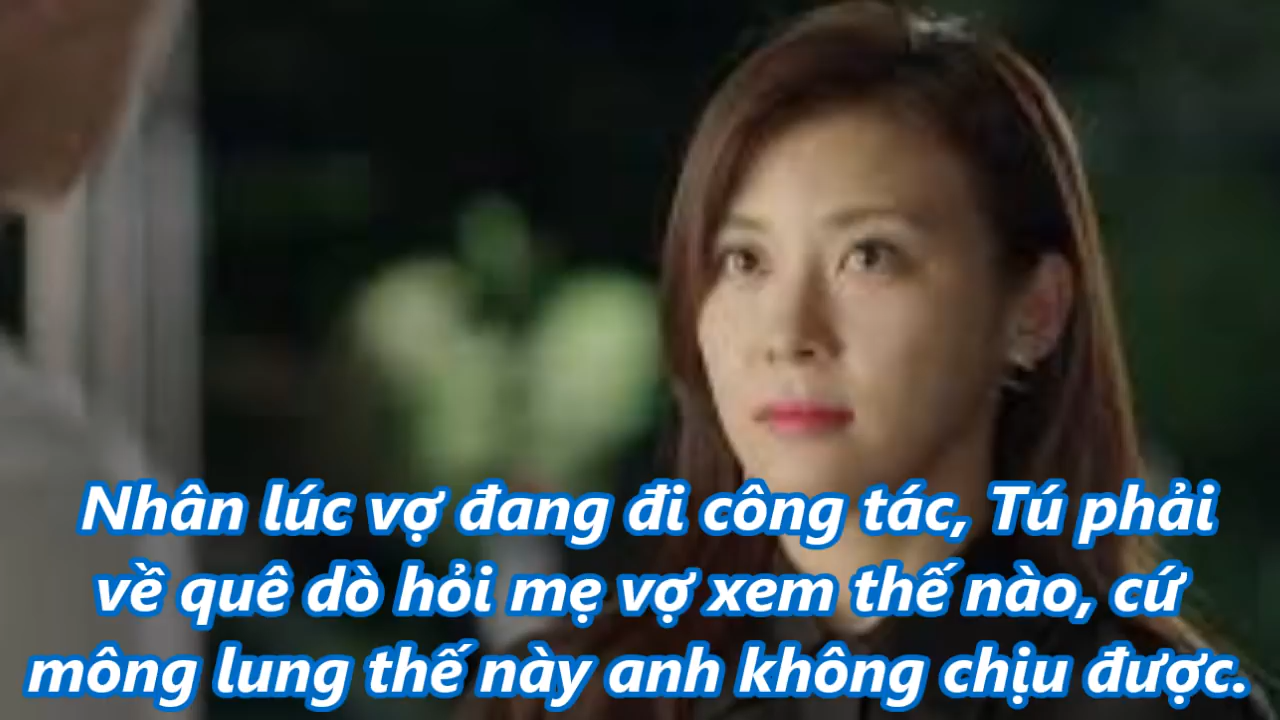 Nhân lúc vợ đang đi công tác, Tú phải
về quê dò hỏi mẹ vợ xem thế nào, cứ
mông lung thế này anh không chịu được.